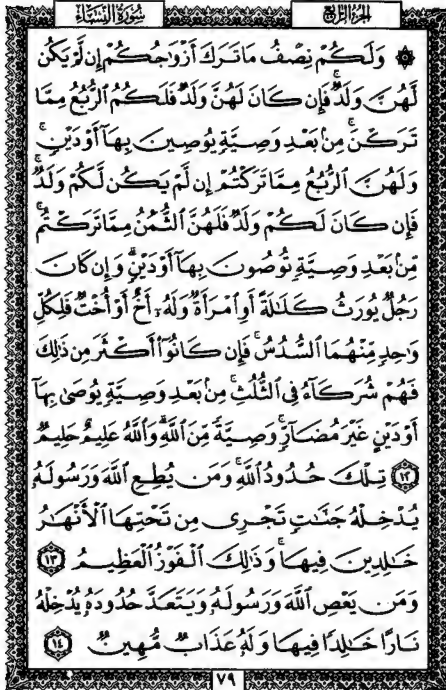 الجزء الرابع
سورة النساء
۞ وَلَكُمْ نِصْفُ مَا تَرَكَ أَزْوَٰجُكُمْ إِن لَّمْ يَكُن
لَّهُنَّ وَلَدٌ ۚ فَإِن كَانَ لَهُنَّ وَلَدٌ فَلَكُمُ ٱلرُّبُعُ مِمَّا
تَرَكْنَ ۚ مِنۢ بَعْدِ وَصِيَّةٍ يُوصِينَ بِهَآ أَوْ دَيْنٍ ۚ
وَلَهُنَّ ٱلرُّبُعُ مِمَّا تَرَكْتُمْ إِن لَّمْ يَكُن لَّكُمْ وَلَدٌ ۚ
فَإِن كَانَ لَكُمْ وَلَدٌ فَلَهُنَّ ٱلثُّمُنُ مِمَّا تَرَكْتُم ۚ
مِّنۢ بَعْدِ وَصِيَّةٍ تُوصُونَ بِهَآ أَوْ دَيْنٍ ۗ وَإِن كَانَ
رَجُلٌ يُورَثُ كَلَٰلَةً أَوِ ٱمْرَأَةٌ وَلَهُۥٓ أَخٌ أَوْ أُخْتٌ فَلِكُلِّ
وَٰحِدٍ مِّنْهُمَا ٱلسُّدُسُ ۚ فَإِن كَانُوٓا۟ أَكْثَرَ مِن ذَٰلِكَ
فَهُمْ شُرَكَآءُ فِى ٱلثُّلُثِ ۚ مِنۢ بَعْدِ وَصِيَّةٍ يُوصَىٰ بِهَآ
أَوْ دَيْنٍ غَيْرَ مُضَآرٍّ ۚ وَصِيَّةً مِّنَ ٱللَّهِ ۗ وَٱللَّهُ عَلِيمٌ حَلِيمٌ
١٢ تِلْكَ حُدُودُ ٱللَّهِ ۚ وَمَن يُطِعِ ٱللَّهَ وَرَسُولَهُۥ
يُدْخِلْهُ جَنَّٰتٍ تَجْرِى مِن تَحْتِهَا ٱلْأَنْهَٰرُ
خَٰلِدِينَ فِيهَا ۚ وَذَٰلِكَ ٱلْفَوْزُ ٱلْعَظِيمُ ١٣
وَمَن يَعْصِ ٱللَّهَ وَرَسُولَهُۥ وَيَتَعَدَّ حُدُودَهُۥ يُدْخِلْهُ
نَارًا خَٰلِدًا فِيهَا وَلَهُۥ عَذَابٌ مُّهِينٌ ١٤
٧٩